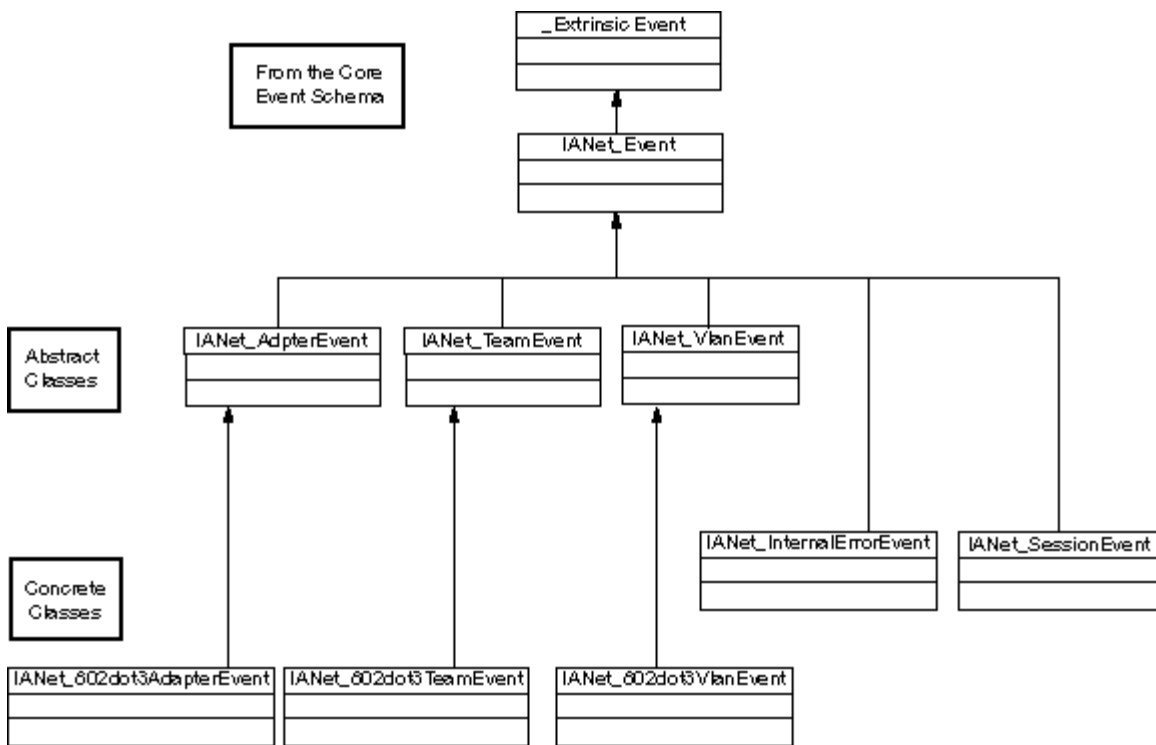 _Extrinsic Event
From the Core
Event Schema
IANet_Event
IANet_AdpterEvent
IANet_TeamEvent
IANet_VlanEvent
Abstract
Classes
IANet_InternalErrorEvent
IANet_SessionEvent
Concrete
Classes
IANet_802dot3AdapterEvent
IANet_802dot3TeamEvent
IANet_802dot3VlanEvent